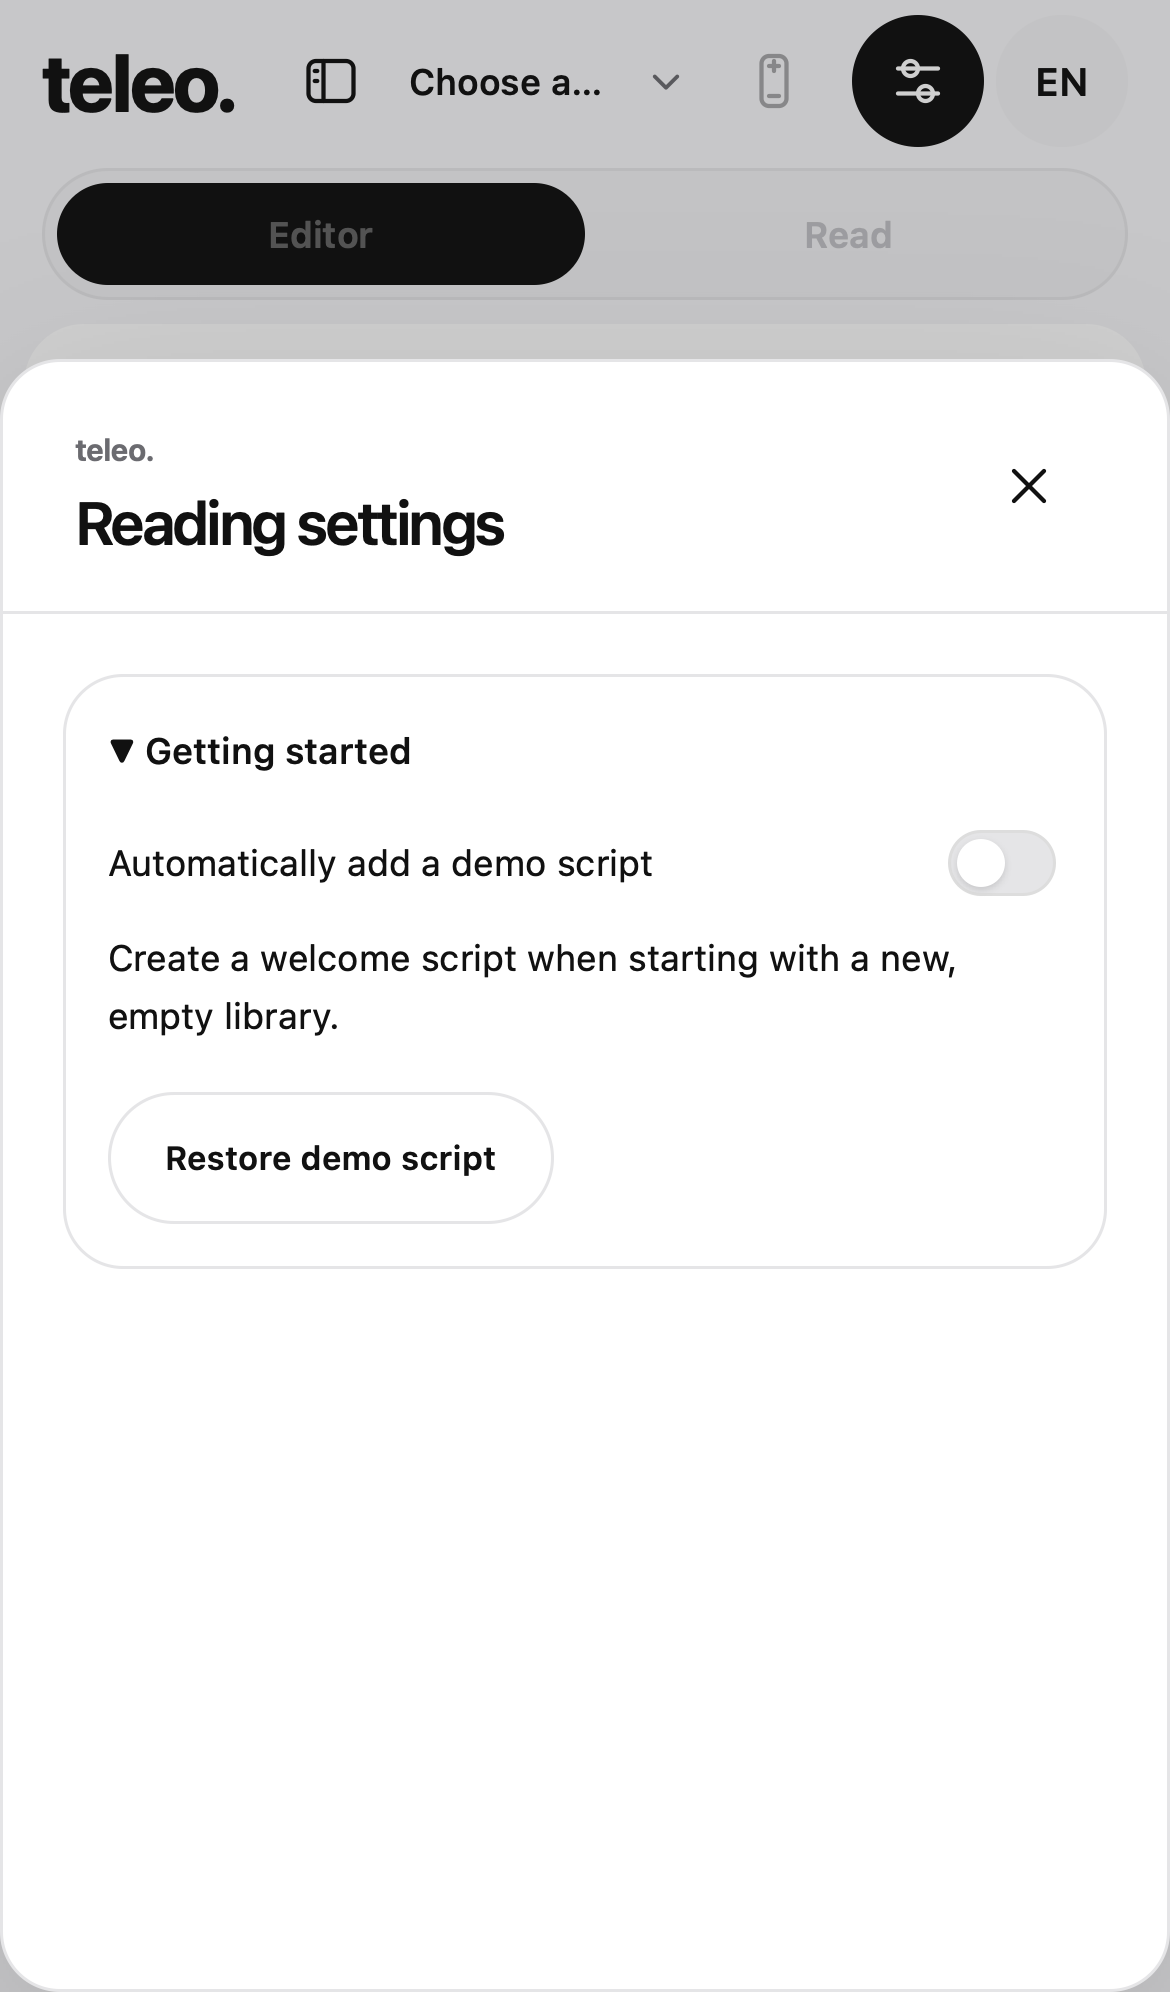 teleo.
Choose a...
EN
Editor
Read
teleo.
Reading settings
Getting started
Automatically add a demo script
Create a welcome script when starting with a new,
empty library.
Restore demo script